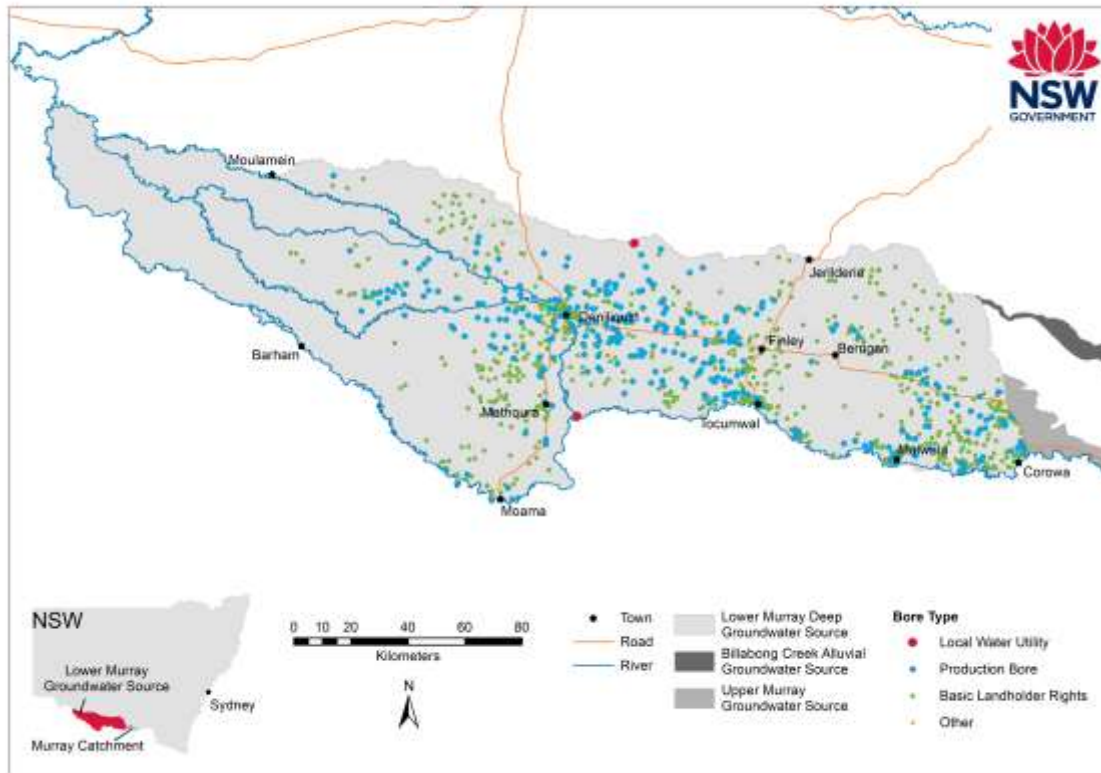 NSW
GOVERNMENT
Moulamein
Jerilderie
Deniliquin
Finley
Berrigan
Barham
Mathoura
Tocumwal
Mulwala
Corowa
Moama
NSW
Lower Murray
Groundwater Source
Sydney
Murray Catchment
0 10 20 40 60 80
Kilometers
N
Town
Road
River
Lower Murray Deep
Groundwater Source
Billabong Creek Alluvial
Groundwater Source
Upper Murray
Groundwater Source
Bore Type
Local Water Utility
Production Bore
Basic Landholder Rights
Other